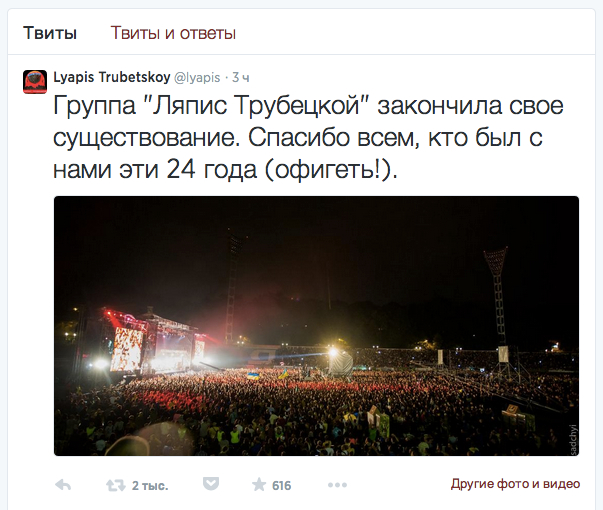 Твиты Твиты и ответы
Lyapis Trubetskoy @lyapis · 3 ч
Группа "Ляпис Трубецкой" закончила свое
существование. Спасибо всем, кто был с
нами эти 24 года (офигеть!).
sadchyi
2 тыс. 616 Другие фото и видео